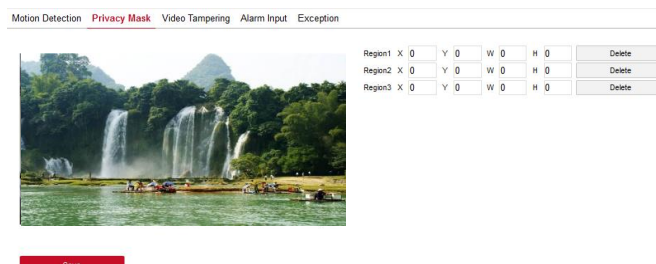 Motion Detection Privacy Mask Video Tampering Alarm Input Exception
Region1 X 0 Y 0 W 0 H 0 Delete
Region2 X 0 Y 0 W 0 H 0 Delete
Region3 X 0 Y 0 W 0 H 0 Delete